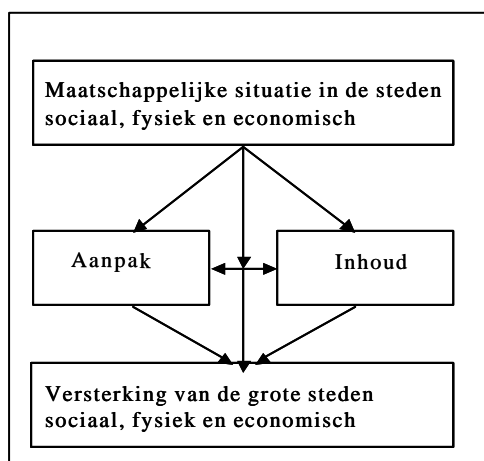 Maatschappelijke situatie in de steden
sociaal, fysiek en economisch
Aanpak
Inhoud
Versterking van de grote steden
sociaal, fysiek en economisch